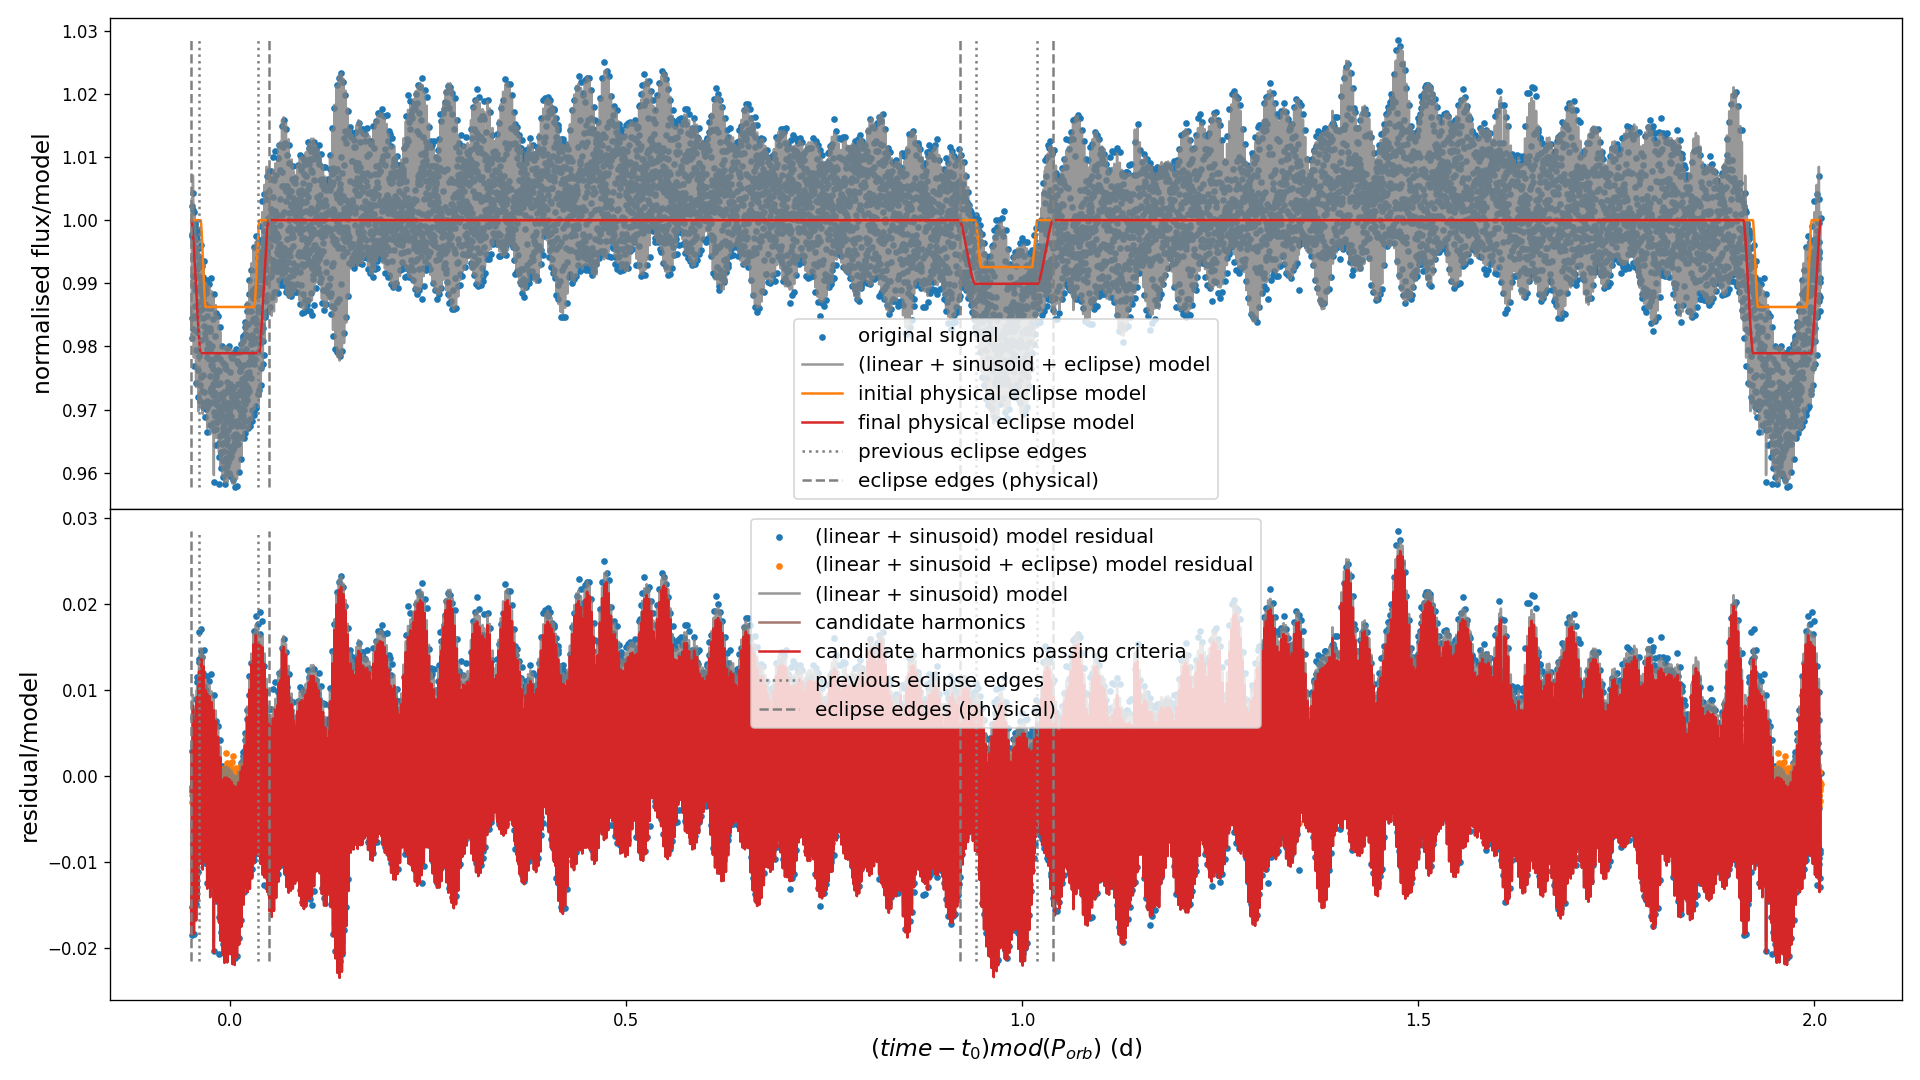 1.03
1.02
1.01
1.00
0.99
0.98
0.97
0.96
normalised flux/model
original signal
(linear + sinusoid + eclipse) model
initial physical eclipse model
final physical eclipse model
previous eclipse edges
eclipse edges (physical)
0.03
0.02
0.01
0.00
−0.01
−0.02
residual/model
(linear + sinusoid) model residual
(linear + sinusoid + eclipse) model residual
(linear + sinusoid) model
candidate harmonics
candidate harmonics passing criteria
previous eclipse edges
eclipse edges (physical)
0.0 0.5 1.0 1.5 2.0
(time − t₀)mod(P_orb) (d)